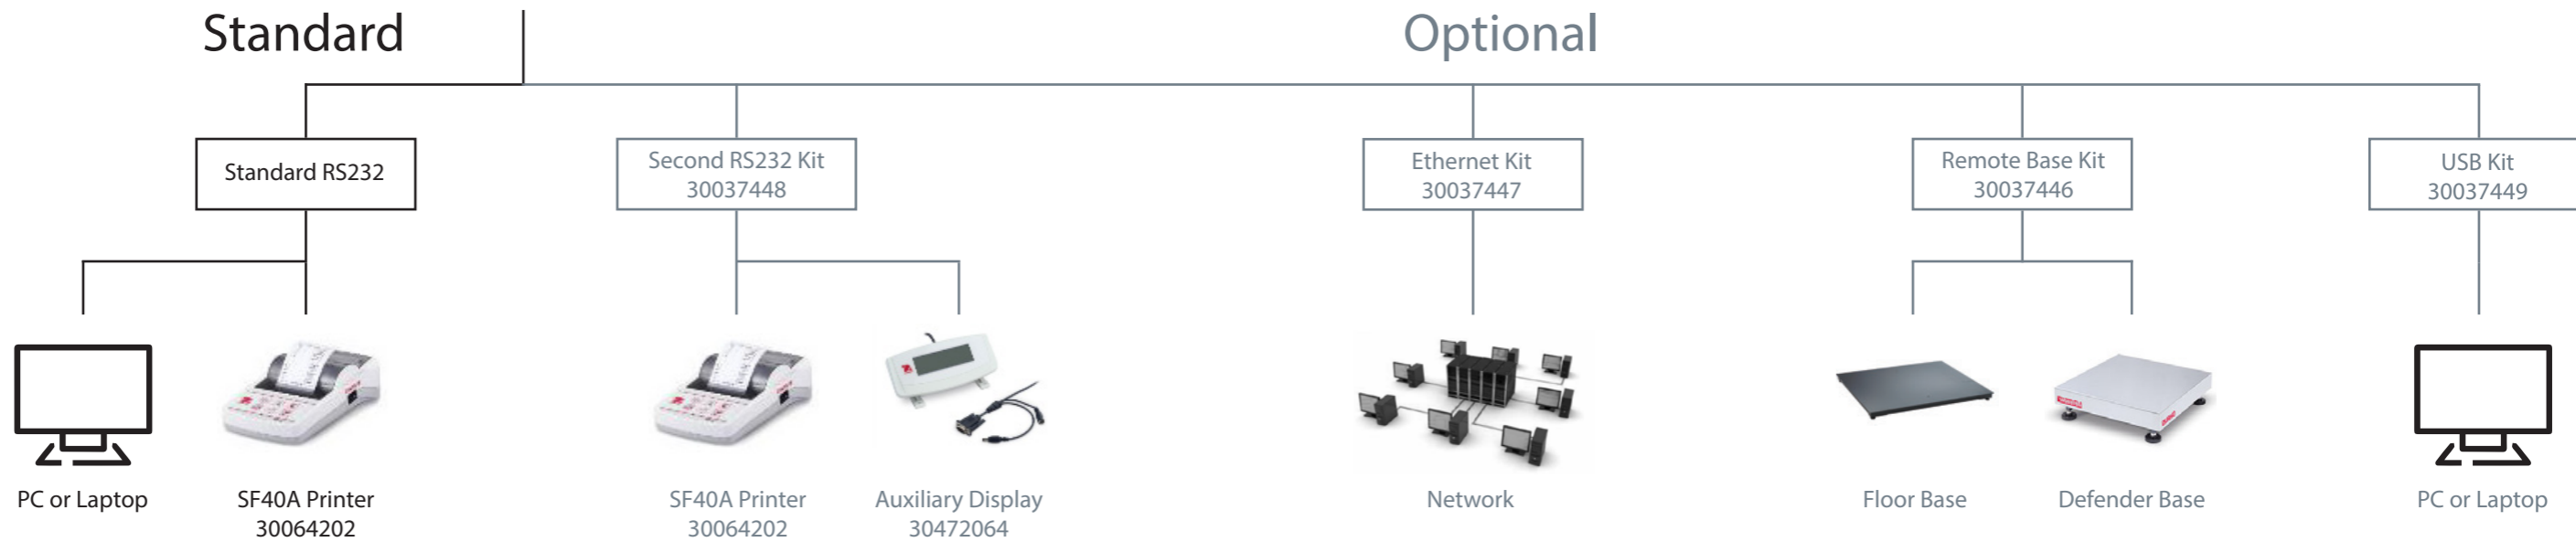 Standard
Optional
Standard RS232
Second RS232 Kit
30037448
Ethernet Kit
30037447
Remote Base Kit
30037446
USB Kit
30037449
PC or Laptop
SF40A Printer
30064202
SF40A Printer
30064202
Auxiliary Display
30472064
Network
Floor Base
Defender Base
PC or Laptop